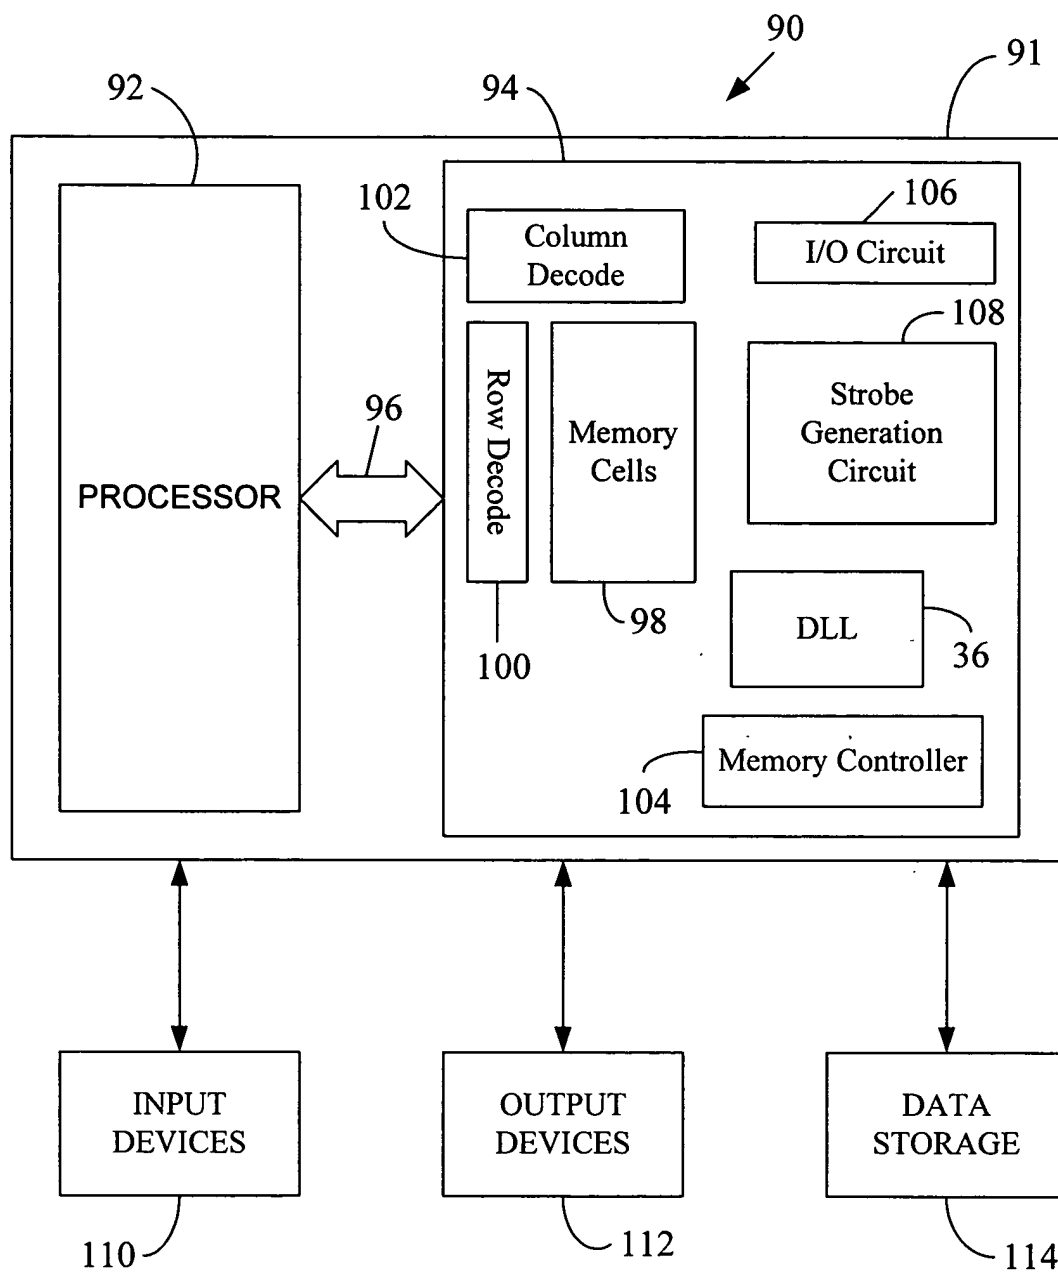 90
91
92
94
102
Column
Decode
106
I/O Circuit
108
Strobe
Generation
Circuit
Row Decode
Memory
Cells
96
PROCESSOR
98
100
DLL
36
Memory Controller
104
INPUT
DEVICES
OUTPUT
DEVICES
DATA
STORAGE
110
112
114